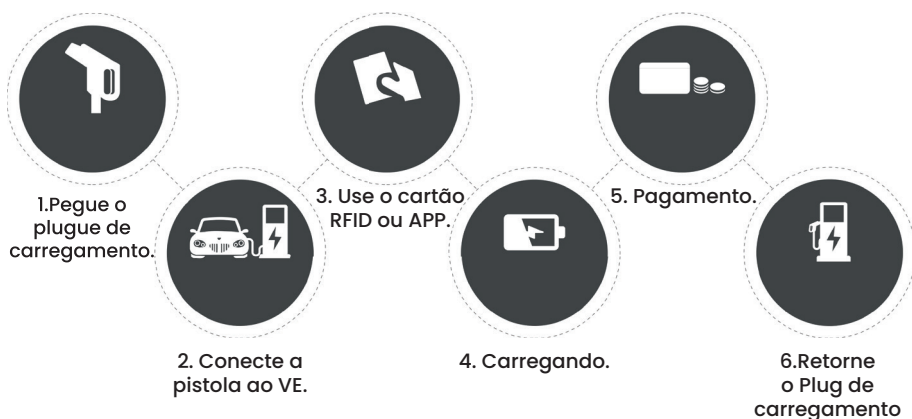 1.Pegue o
plugue de
carregamento.
2. Conecte a
pistola ao VE.
3. Use o cartão
RFID ou APP.
4. Carregando.
5. Pagamento.
6.Retorne
o Plug de
carregamento